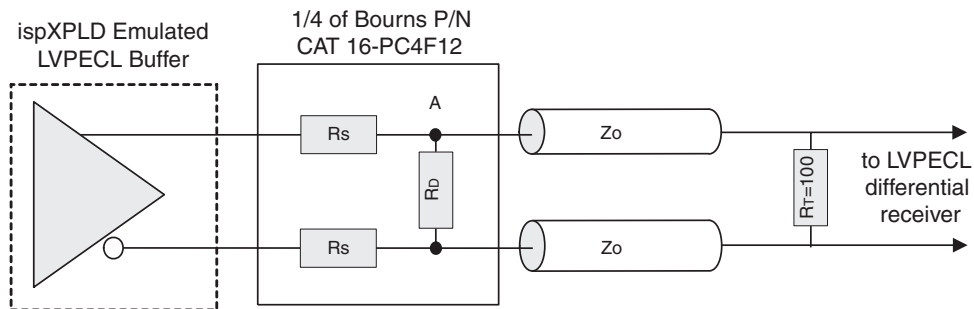 ispXPLD Emulated
LVPECL Buffer
1/4 of Bourns P/N
CAT 16-PC4F12
A
Rs
RD
Rs
Zo
Zo
RT=100
to LVPECL
differential
receiver